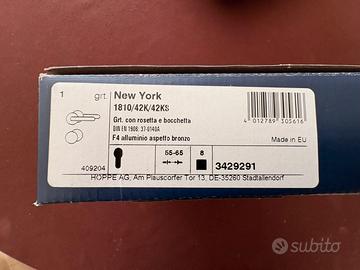 1
grt.
New York
1810/42K/42KS
Grt. con rosetta e bocchetta
DIN EN 1906: 37-0140A
F4 alluminio aspetto bronzo
4 012789 305616
Made in EU
55-65
8
409204
3429291
HOPPE AG, Am Plauscdorfer Tor 13, DE-35260 Stadtallendorf
subito